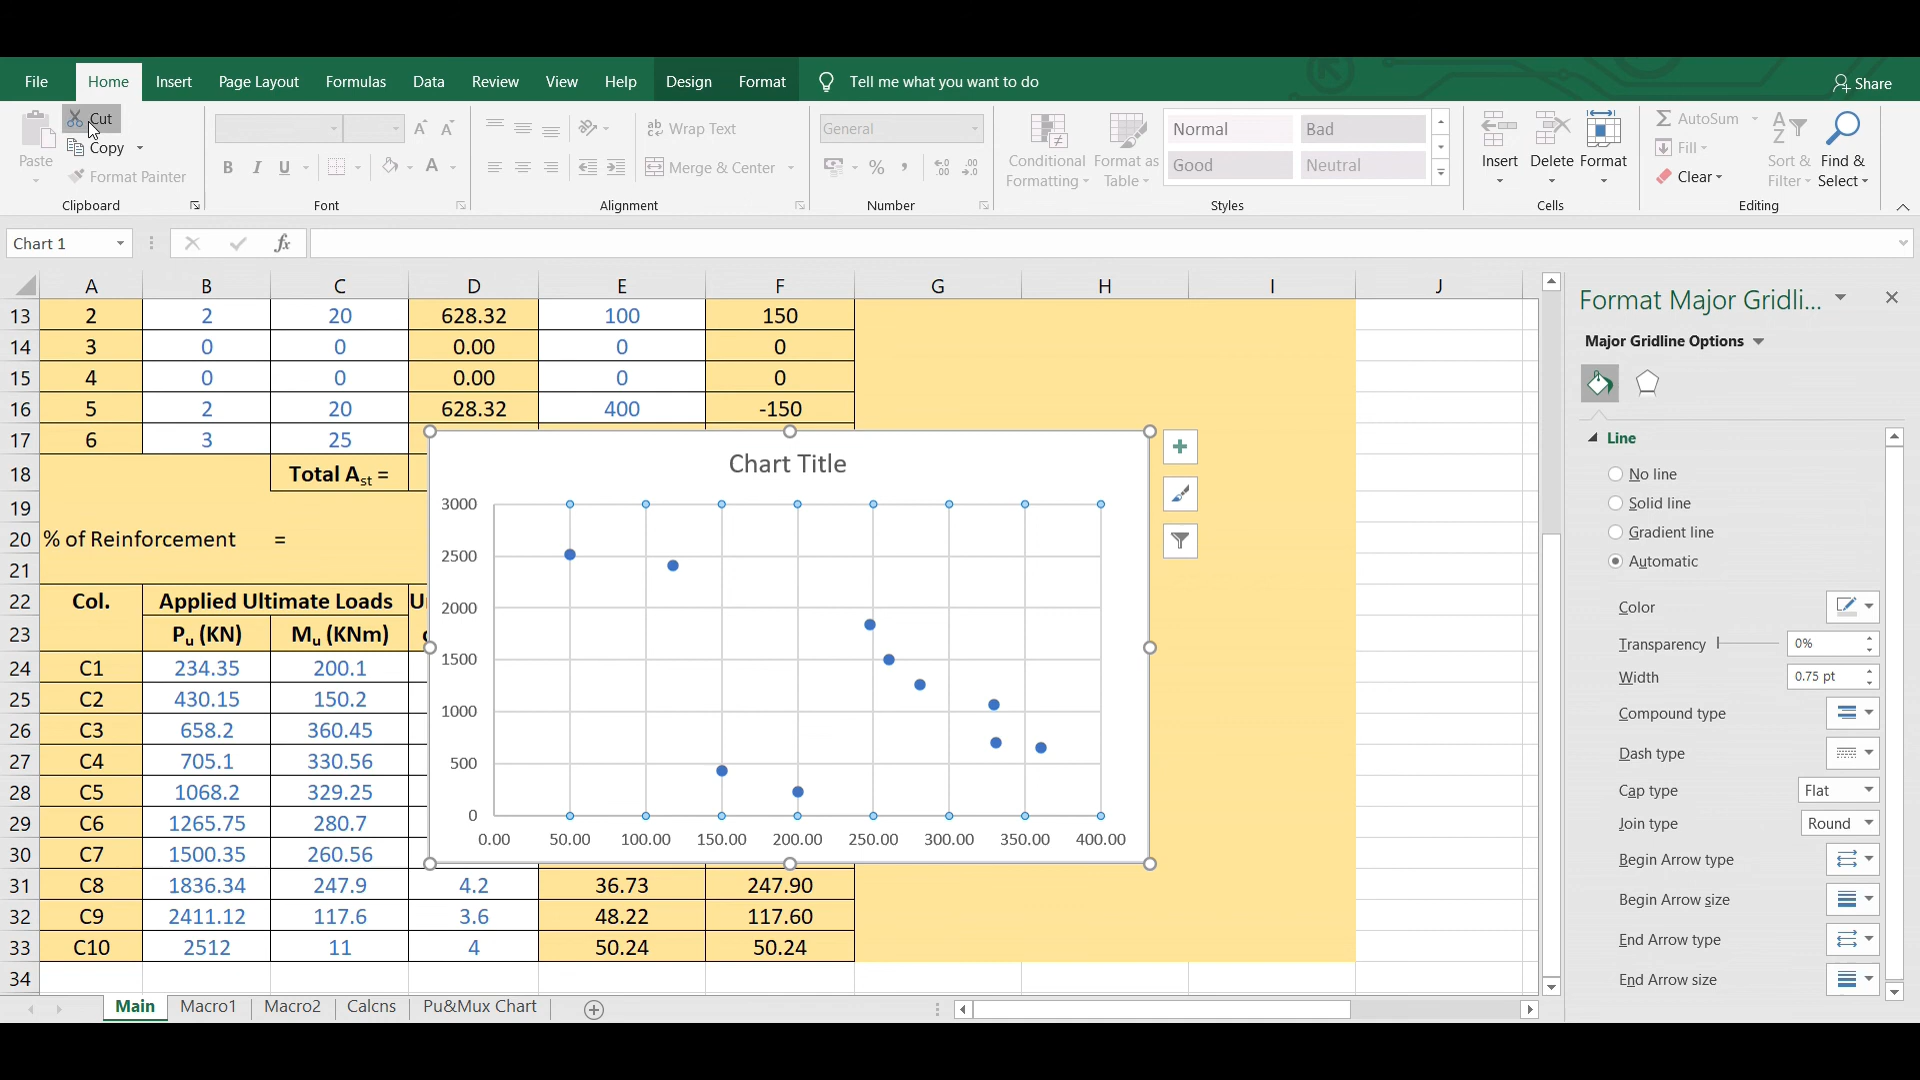 File Home Insert Page Layout Formulas Data Review View Help Design Format Tell me what you want to do Share
Paste Cut Copy Format Painter Clipboard
B I U A Font
Wrap Text Merge & Center Alignment
General % , Number
Conditional Formatting Format as Table Normal Bad Good Neutral Styles
Insert Delete Format Cells
AutoSum Fill Clear Sort & Filter Find & Select Editing
Chart 1 fx
A B C D E F G H I J
13 2 2 20 628.32 100 150
14 3 0 0 0.00 0 0
15 4 0 0 0.00 0 0
16 5 2 20 628.32 400 -150
17 6 3 25
18 Total Ast =
19
20 % of Reinforcement =
21
22 Col. Applied Ultimate Loads
23 Pu (KN) Mu (KNm)
24 C1 234.35 200.1
25 C2 430.15 150.2
26 C3 658.2 360.45
27 C4 705.1 330.56
28 C5 1068.2 329.25
29 C6 1265.75 280.7
30 C7 1500.35 260.56
31 C8 1836.34 247.9 4.2 36.73 247.90
32 C9 2411.12 117.6 3.6 48.22 117.60
33 C10 2512 11 4 50.24 50.24
34
Chart Title
3000
2500
2000
1500
1000
500
0
0.00 50.00 100.00 150.00 200.00 250.00 300.00 350.00 400.00
Main Macro1 Macro2 Calcns Pu&Mux Chart
Format Major Gridli...
Major Gridline Options
Line
No line
Solid line
Gradient line
Automatic
Color
Transparency 0%
Width 0.75 pt
Compound type
Dash type
Cap type Flat
Join type Round
Begin Arrow type
Begin Arrow size
End Arrow type
End Arrow size